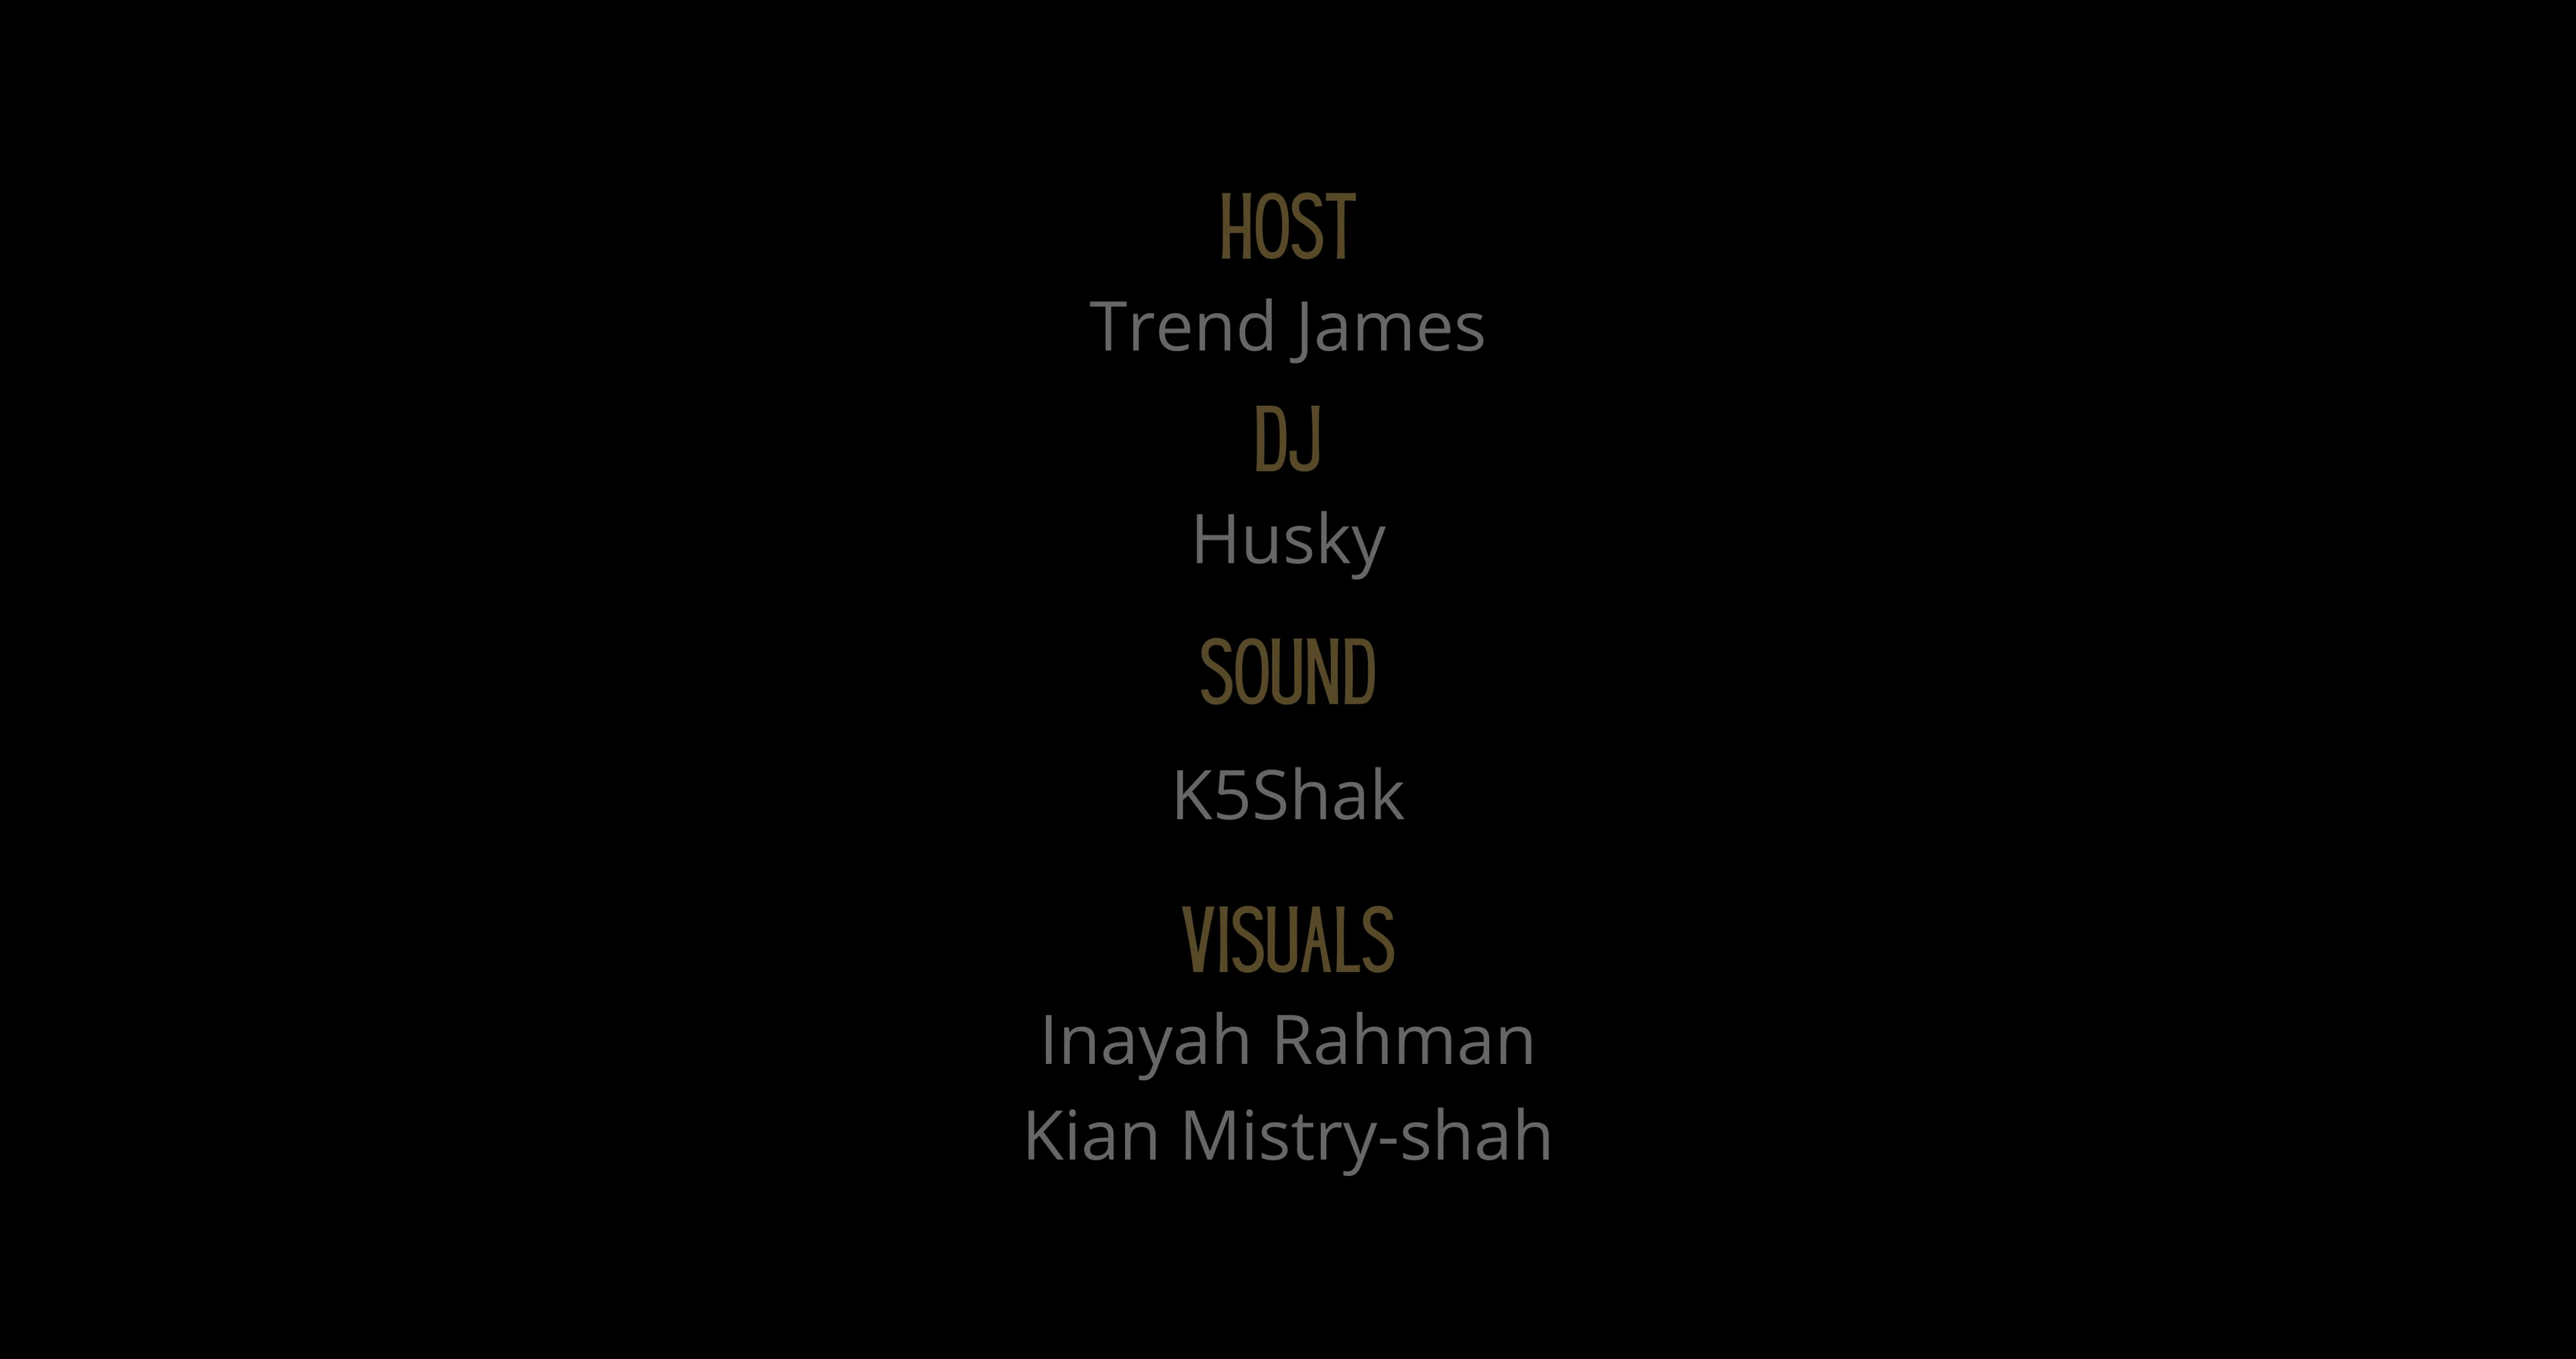 HOST
Trend James
DJ
Husky
SOUND
K5Shak
VISUALS
Inayah Rahman
Kian Mistry-shah